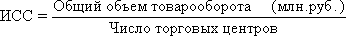 ИСС = Общий объем товарооборота (млн.руб.)
Число торговых центров